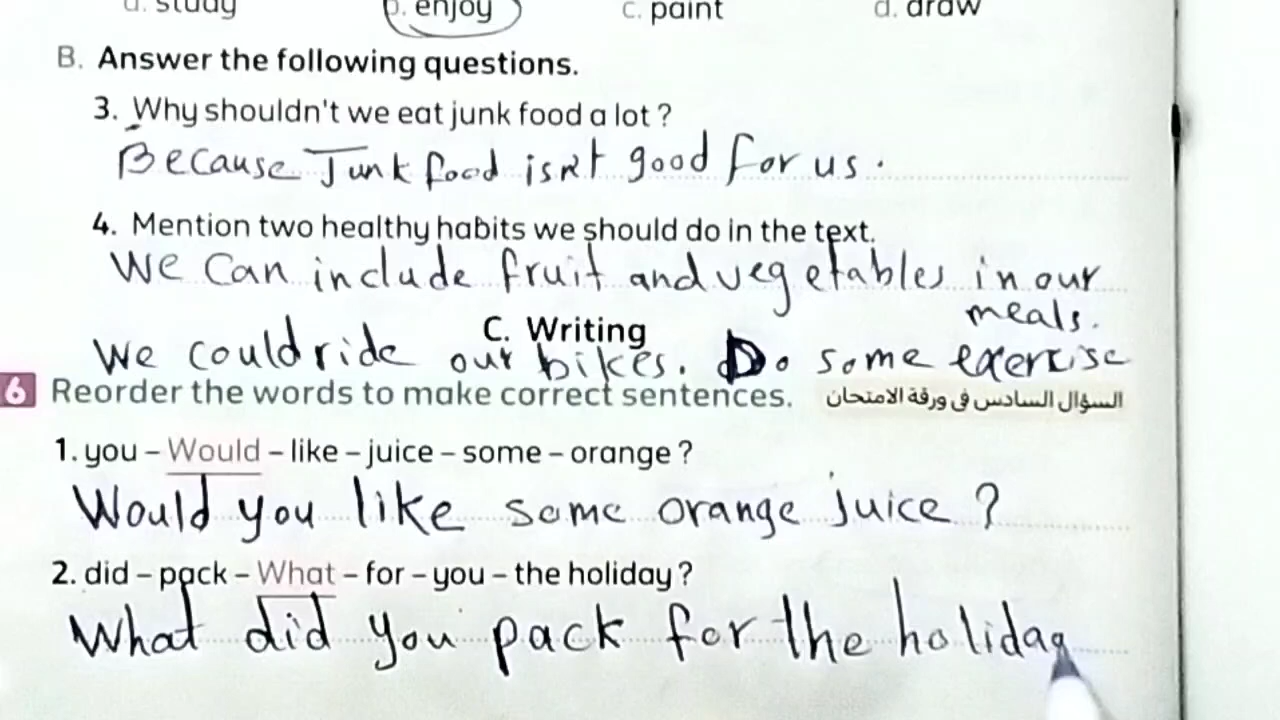 a. study b. enjoy c. paint d. draw
B. Answer the following questions.
3. Why shouldn't we eat junk food a lot ?
Because Junk food isn't good for us.
4. Mention two healthy habits we should do in the text.
We can include fruit and vegetables in our
meals.
C. Writing
We could ride our bikes. Do some exercise
6 Reorder the words to make correct sentences. السؤال السادس فى ورقة الامتحان
1. you – Would – like – juice – some – orange ?
Would you like some orange juice ?
2. did – pack – What – for – you – the holiday ?
What did you pack for the holiday